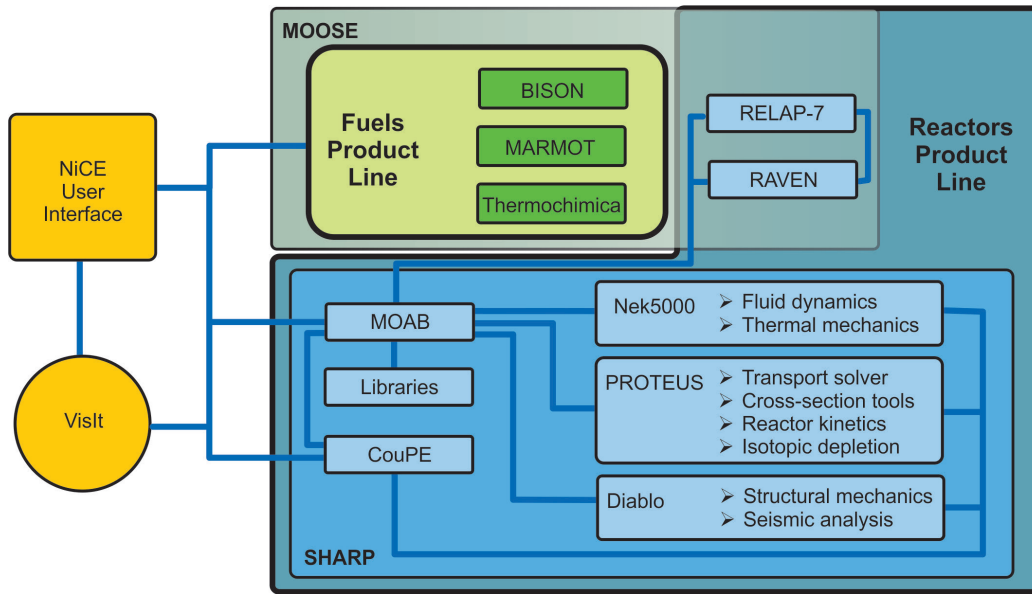 MOOSE
NiCE
User
Interface
VisIt
Fuels
Product
Line
BISON
MARMOT
Thermochimica
RELAP-7
RAVEN
Reactors
Product
Line
MOAB
Libraries
CouPE
Nek5000
➢ Fluid dynamics
➢ Thermal mechanics
PROTEUS
➢ Transport solver
➢ Cross-section tools
➢ Reactor kinetics
➢ Isotopic depletion
Diablo
➢ Structural mechanics
➢ Seismic analysis
SHARP